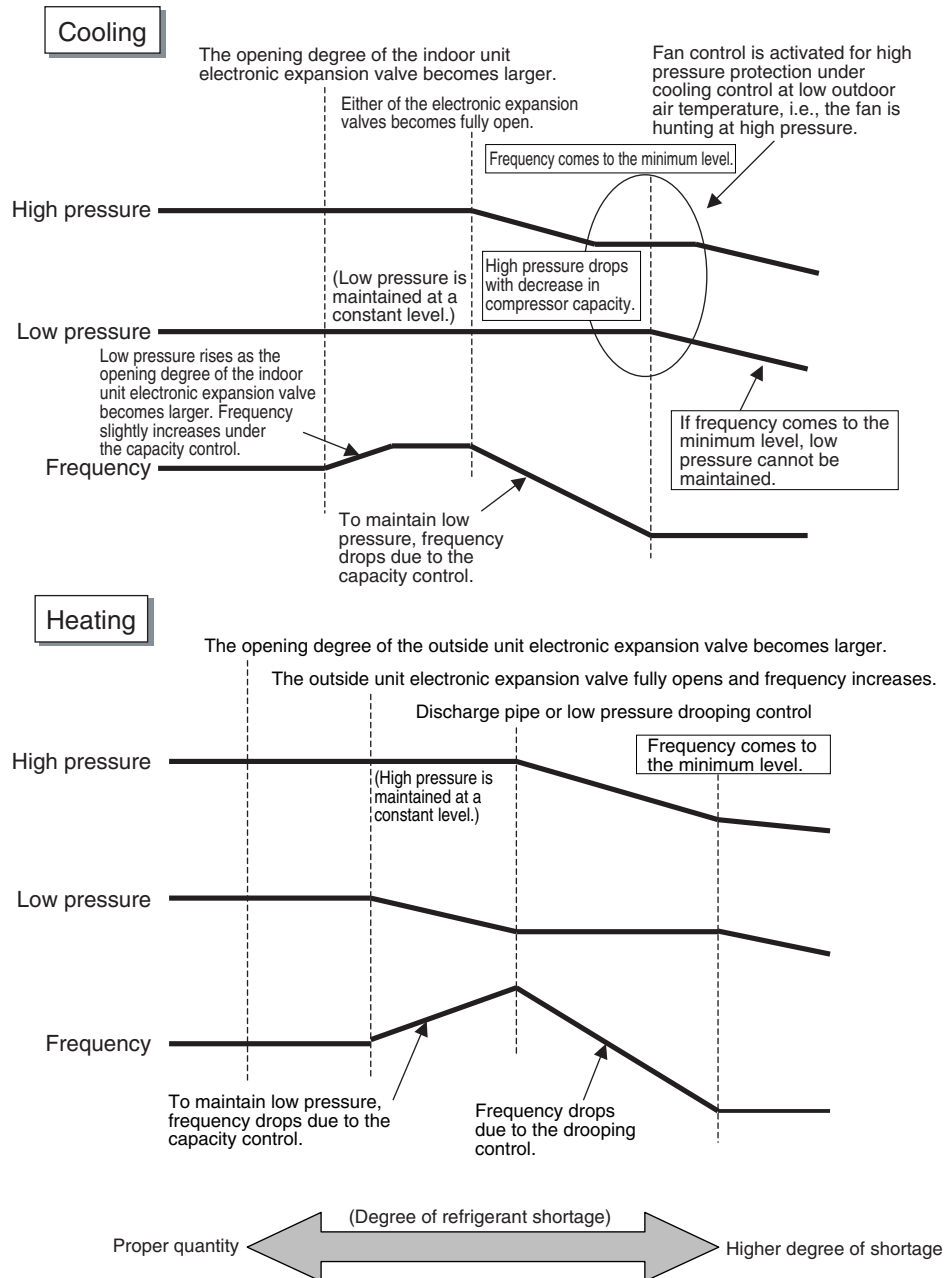 Cooling
The opening degree of the indoor unit
electronic expansion valve becomes larger.
Either of the electronic expansion
valves becomes fully open.
Fan control is activated for high
pressure protection under
cooling control at low outdoor
air temperature, i.e., the fan is
hunting at high pressure.
Frequency comes to the minimum level.
High pressure
(Low pressure is
maintained at a
constant level.)
High pressure drops
with decrease in
compressor capacity.
Low pressure
Low pressure rises as the
opening degree of the indoor
unit electronic expansion valve
becomes larger. Frequency
slightly increases under
the capacity control.
If frequency comes to the
minimum level, low
pressure cannot be
maintained.
Frequency
To maintain low
pressure, frequency
drops due to the
capacity control.
Heating
The opening degree of the outside unit electronic expansion valve becomes larger.
The outside unit electronic expansion valve fully opens and frequency increases.
Discharge pipe or low pressure drooping control
Frequency comes to
the minimum level.
High pressure
(High pressure is
maintained at a
constant level.)
Low pressure
Frequency
To maintain low pressure,
frequency drops due to the
capacity control.
Frequency drops
due to the drooping
control.
(Degree of refrigerant shortage)
Proper quantity
Higher degree of shortage